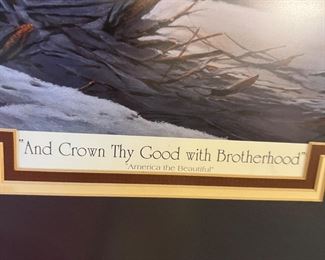 "And Crown Thy Good with Brotherhood"
"America the Beautiful"